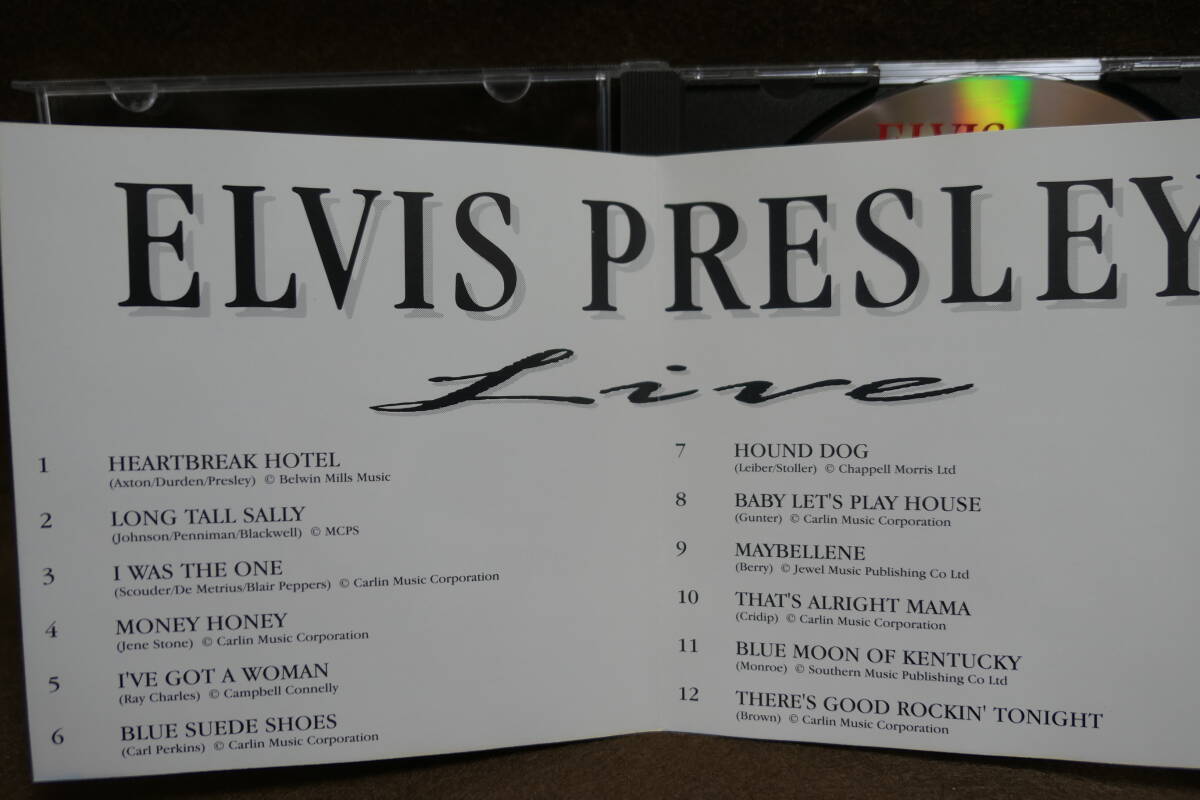 ELVIS
ELVIS PRESLEY
Live
1 HEARTBREAK HOTEL
(Axton/Durden/Presley) © Belwin Mills Music
2 LONG TALL SALLY
(Johnson/Penniman/Blackwell) © MCPS
3 I WAS THE ONE
(Scouder/De Metrius/Blair Peppers) © Carlin Music Corporation
4 MONEY HONEY
(Jene Stone) © Carlin Music Corporation
5 I'VE GOT A WOMAN
(Ray Charles) © Campbell Connelly
6 BLUE SUEDE SHOES
(Carl Perkins) © Carlin Music Corporation
7 HOUND DOG
(Leiber/Stoller) © Chappell Morris Ltd
8 BABY LET'S PLAY HOUSE
(Gunter) © Carlin Music Corporation
9 MAYBELLENE
(Berry) © Jewel Music Publishing Co Ltd
10 THAT'S ALRIGHT MAMA
(Cridip) © Carlin Music Corporation
11 BLUE MOON OF KENTUCKY
(Monroe) © Southern Music Publishing Co Ltd
12 THERE'S GOOD ROCKIN' TONIGHT
(Brown) © Carlin Music Corporation